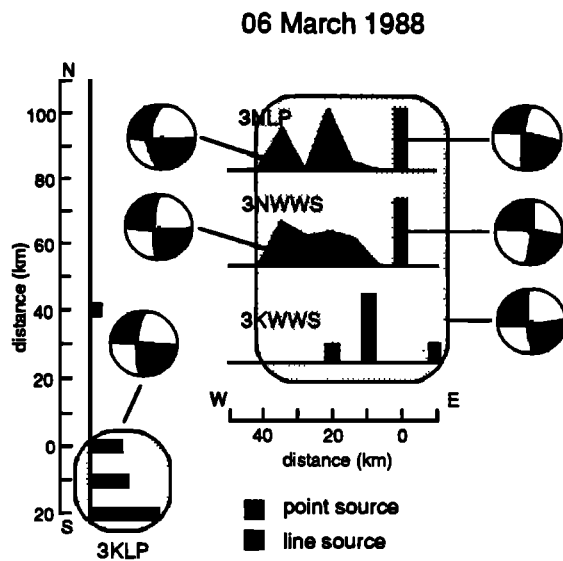 06 March 1988
N
100
80
60
40
20
0
20
S
distance (km)
3KLP
3NLP
3NWWS
3KWWS
W
E
40
20
0
distance (km)
point source
line source